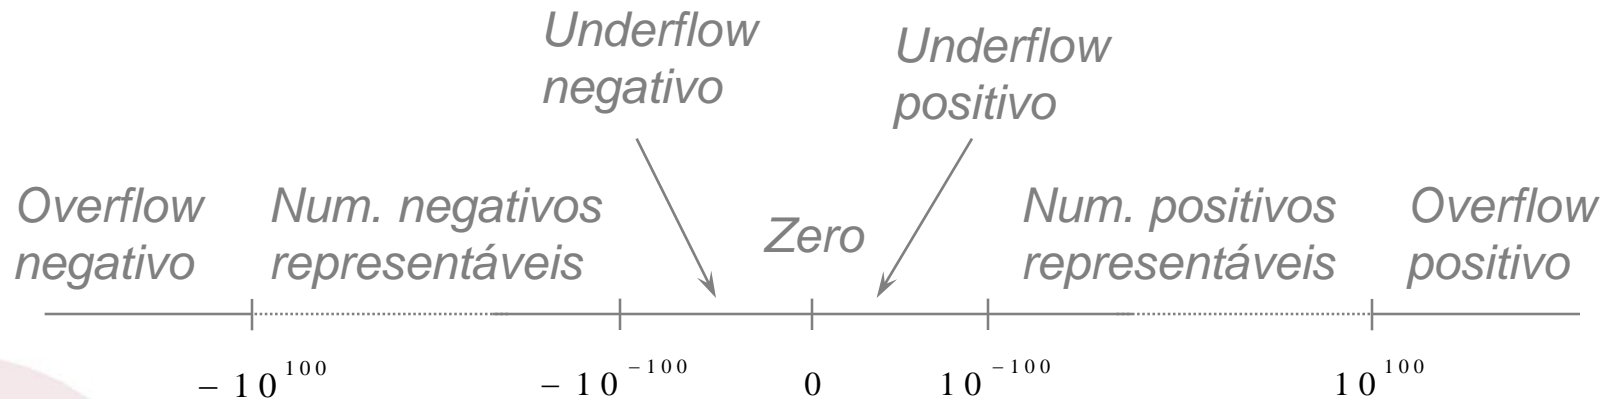 Underflow
negativo
Underflow
positivo
Overflow
negativo
Num. negativos
representáveis
Zero
Num. positivos
representáveis
Overflow
positivo
− 10^100
− 10^−100
0
10^−100
10^100